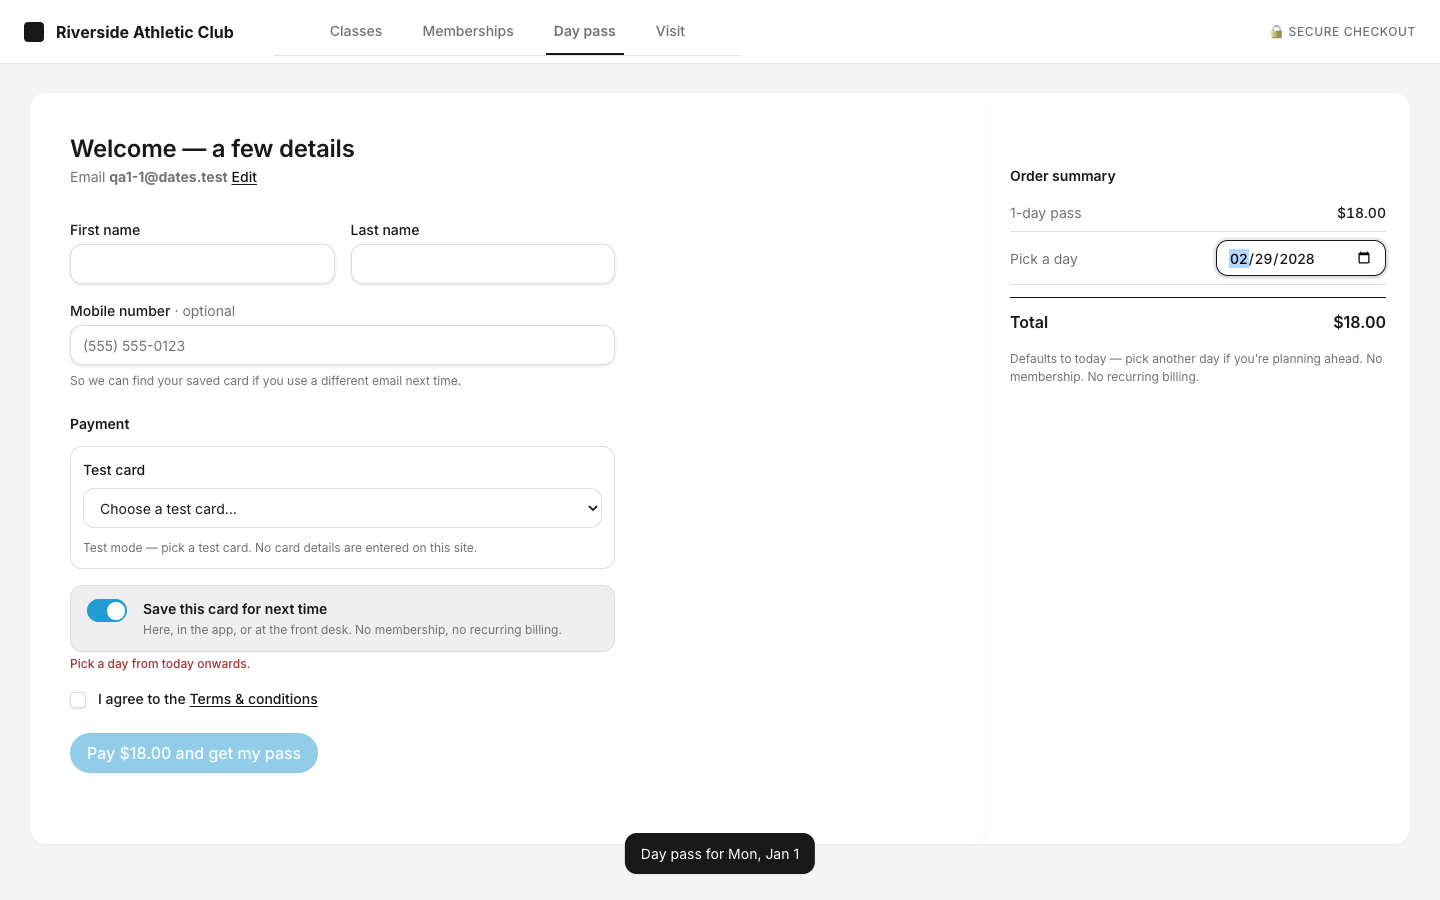 Riverside Athletic Club
Classes
Memberships
Day pass
Visit
🔒 SECURE CHECKOUT
Welcome — a few details
Email qa1-1@dates.test Edit
First name
Last name
Mobile number · optional
(555) 555-0123
So we can find your saved card if you use a different email next time.
Payment
Test card
Choose a test card...
Test mode — pick a test card. No card details are entered on this site.
Save this card for next time
Here, in the app, or at the front desk. No membership, no recurring billing.
Pick a day from today onwards.
I agree to the Terms & conditions
Pay $18.00 and get my pass
Order summary
1-day pass $18.00
Pick a day 02/29/2028
Total $18.00
Defaults to today — pick another day if you're planning ahead. No
membership. No recurring billing.
Day pass for Mon, Jan 1